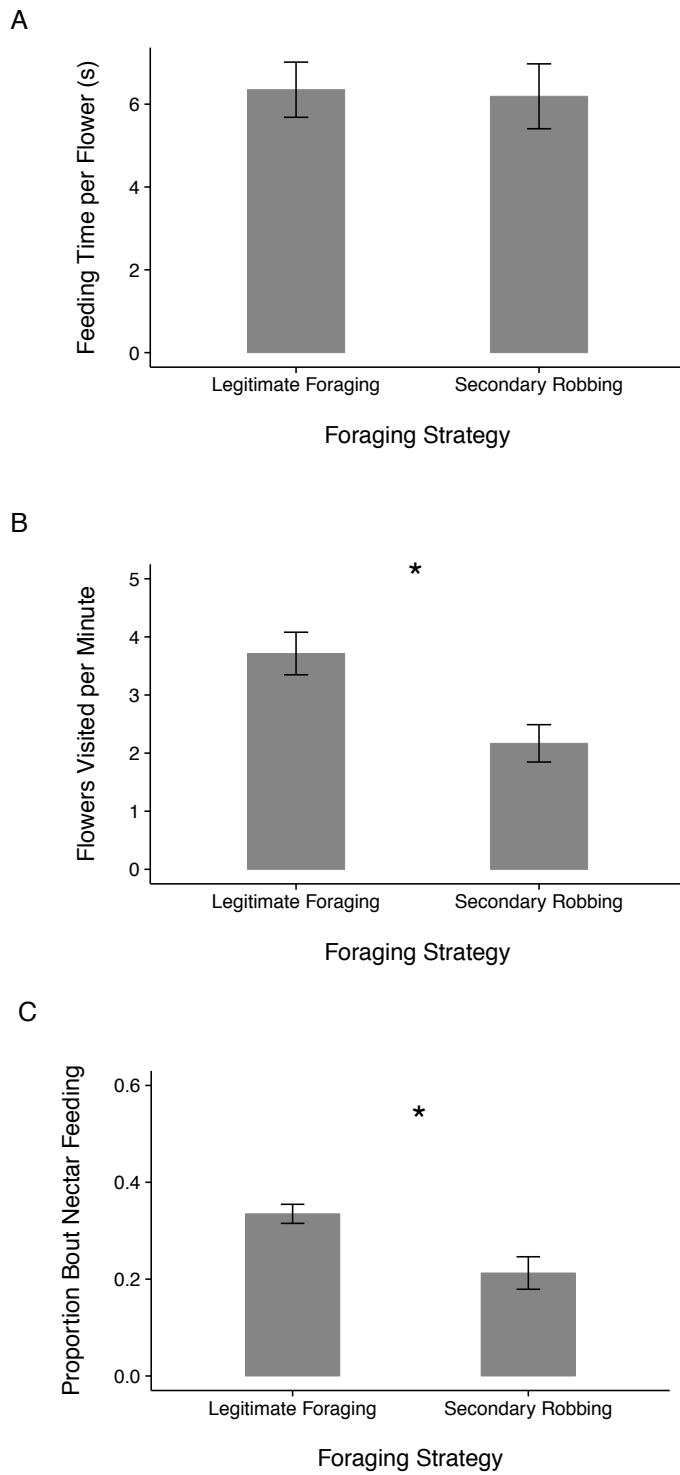 A
Feeding Time per Flower (s)
6
4
2
0
Legitimate Foraging Secondary Robbing
Foraging Strategy
B
*
Flowers Visited per Minute
5
4
3
2
1
0
Legitimate Foraging Secondary Robbing
Foraging Strategy
C
*
Proportion Bout Nectar Feeding
0.6
0.4
0.2
0.0
Legitimate Foraging Secondary Robbing
Foraging Strategy